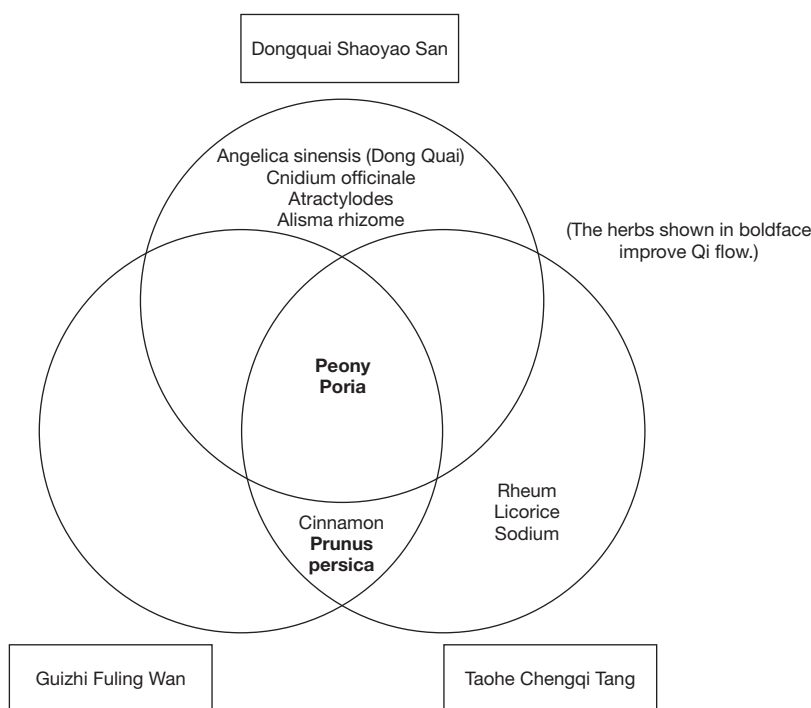 Dongquai Shaoyao San
Angelica sinensis (Dong Quai)
Cnidium officinale
Atractylodes
Alisma rhizome
(The herbs shown in boldface
improve Qi flow.)
Peony
Poria
Rheum
Licorice
Sodium
Cinnamon
Prunus
persica
Guizhi Fuling Wan
Taohe Chengqi Tang